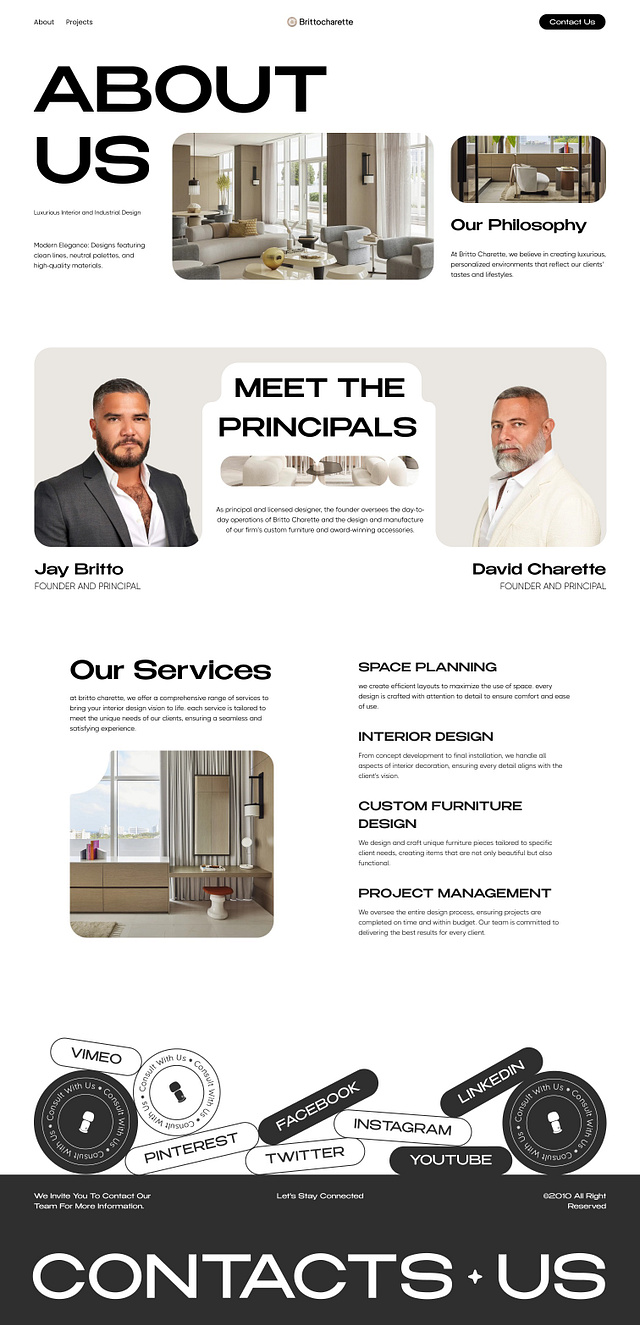 About Projects
Brittocharette
Contact Us
ABOUT
US
Luxurious Interior and Industrial Design
Modern Elegance: Designs featuring
clean lines, neutral palettes, and
high-quality materials.
Our Philosophy
At Britto Charette, we believe in creating luxurious,
personalized environments that reflect our clients'
tastes and lifestyles.
MEET THE
PRINCIPALS
As principal and licensed designer, the founder oversees the day-to-
day operations of Britto Charette and the design and manufacture
of our firm's custom furniture and award-winning accessories.
Jay Britto
FOUNDER AND PRINCIPAL
David Charette
FOUNDER AND PRINCIPAL
Our Services
at britto charette, we offer a comprehensive range of services to
bring your interior design vision to life. each service is tailored to
meet the unique needs of our clients, ensuring a seamless and
satisfying experience.
SPACE PLANNING
we create efficient layouts to maximize the use of space. every
design is crafted with attention to detail to ensure comfort and ease
of use.
INTERIOR DESIGN
From concept development to final installation, we handle all
aspects of interior decoration, ensuring every detail aligns with the
client's vision.
CUSTOM FURNITURE
DESIGN
We design and craft unique furniture pieces tailored to specific
client needs, creating items that are not only beautiful but also
functional.
PROJECT MANAGEMENT
We oversee the entire design process, ensuring projects are
completed on time and within budget. Our team is committed to
delivering the best results for every client.
VIMEO
Consult With Us • Consult With Us • Consult With Us •
Consult With Us • Consult With Us • Consult With Us •
PINTEREST
FACEBOOK
TWITTER
INSTAGRAM
YOUTUBE
LINKEDIN
Consult With Us • Consult With Us • Consult With Us •
We Invite You To Contact Our
Team For More Information.
Let's Stay Connected
©2010 All Right
Reserved
CONTACTS US